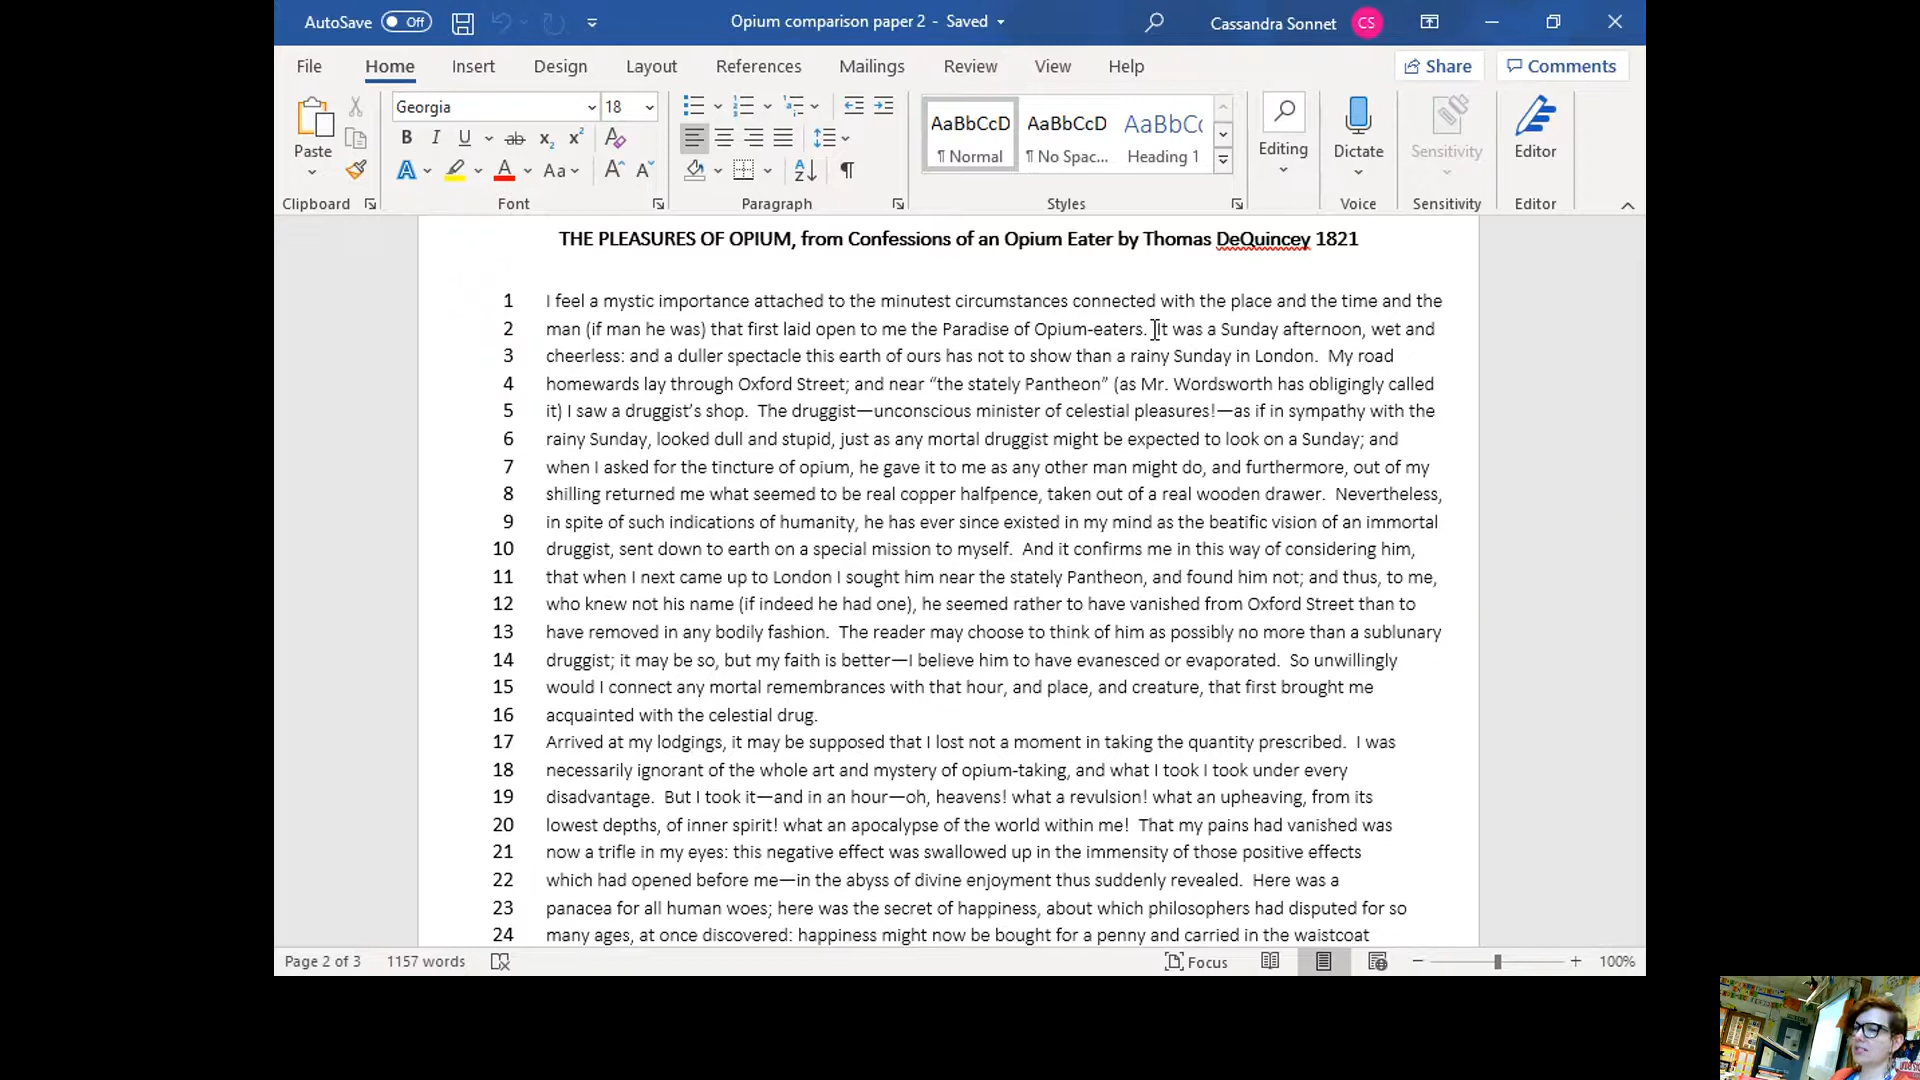 AutoSave Off Opium comparison paper 2 - Saved Cassandra Sonnet CS
File Home Insert Design Layout References Mailings Review View Help Share Comments
Georgia 18 AaBbCcD AaBbCcD AaBbCc
Paste B I U ab x₂ x² ¶ Normal ¶ No Spac... Heading 1 Editing Dictate Sensitivity Editor
A A Aa A A A Z ¶
Clipboard Font Paragraph Styles Voice Sensitivity Editor
THE PLEASURES OF OPIUM, from Confessions of an Opium Eater by Thomas DeQuincey 1821
1 I feel a mystic importance attached to the minutest circumstances connected with the place and the time and the
2 man (if man he was) that first laid open to me the Paradise of Opium-eaters. It was a Sunday afternoon, wet and
3 cheerless: and a duller spectacle this earth of ours has not to show than a rainy Sunday in London. My road
4 homewards lay through Oxford Street; and near “the stately Pantheon” (as Mr. Wordsworth has obligingly called
5 it) I saw a druggist’s shop. The druggist—unconscious minister of celestial pleasures!—as if in sympathy with the
6 rainy Sunday, looked dull and stupid, just as any mortal druggist might be expected to look on a Sunday; and
7 when I asked for the tincture of opium, he gave it to me as any other man might do, and furthermore, out of my
8 shilling returned me what seemed to be real copper halfpence, taken out of a real wooden drawer. Nevertheless,
9 in spite of such indications of humanity, he has ever since existed in my mind as the beatific vision of an immortal
10 druggist, sent down to earth on a special mission to myself. And it confirms me in this way of considering him,
11 that when I next came up to London I sought him near the stately Pantheon, and found him not; and thus, to me,
12 who knew not his name (if indeed he had one), he seemed rather to have vanished from Oxford Street than to
13 have removed in any bodily fashion. The reader may choose to think of him as possibly no more than a sublunary
14 druggist; it may be so, but my faith is better—I believe him to have evanesced or evaporated. So unwillingly
15 would I connect any mortal remembrances with that hour, and place, and creature, that first brought me
16 acquainted with the celestial drug.
17 Arrived at my lodgings, it may be supposed that I lost not a moment in taking the quantity prescribed. I was
18 necessarily ignorant of the whole art and mystery of opium-taking, and what I took I took under every
19 disadvantage. But I took it—and in an hour—oh, heavens! what a revulsion! what an upheaving, from its
20 lowest depths, of inner spirit! what an apocalypse of the world within me! That my pains had vanished was
21 now a trifle in my eyes: this negative effect was swallowed up in the immensity of those positive effects
22 which had opened before me—in the abyss of divine enjoyment thus suddenly revealed. Here was a
23 panacea for all human woes; here was the secret of happiness, about which philosophers had disputed for so
24 many ages, at once discovered: happiness might now be bought for a penny and carried in the waistcoat
Page 2 of 3 1157 words Focus 100%